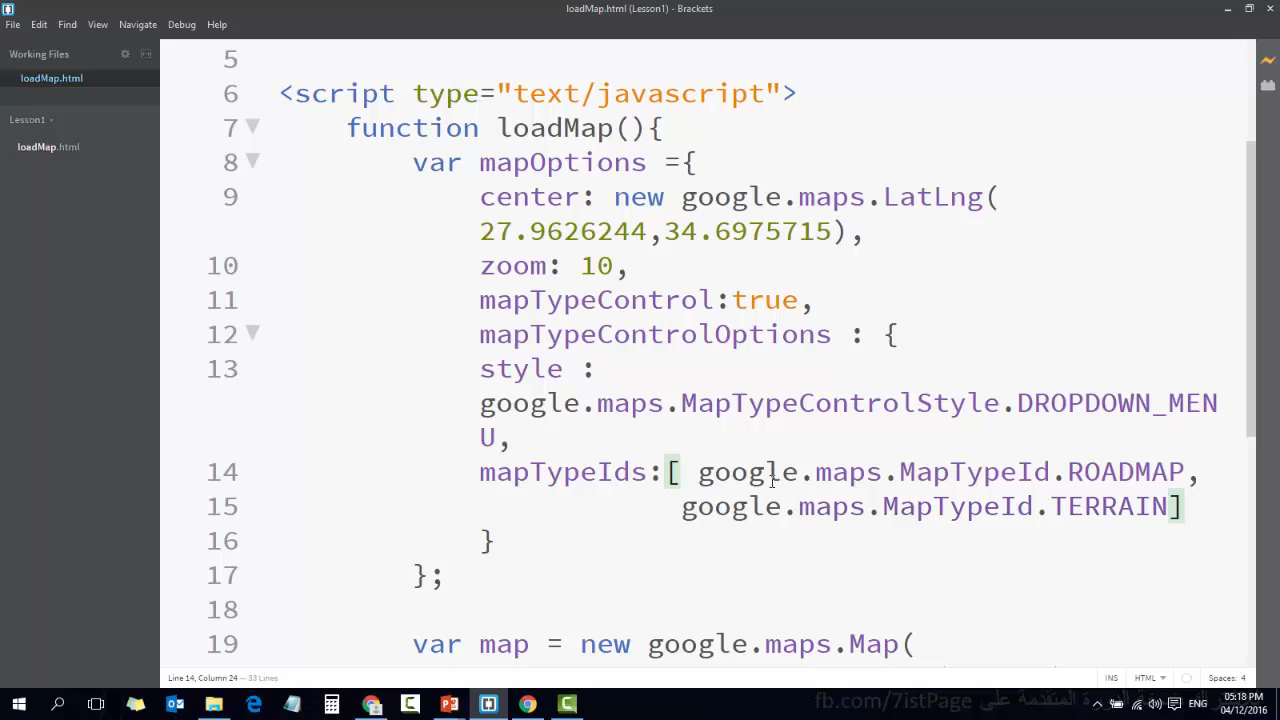 loadMap.html (Lesson1) - Brackets
File Edit Find View Navigate Debug Help
Working Files
loadMap.html
Lesson1
loadMap.html
5
6 <script type="text/javascript">
7 function loadMap(){
8 var mapOptions ={
9 center: new google.maps.LatLng(
27.9626244,34.6975715),
10 zoom: 10,
11 mapTypeControl:true,
12 mapTypeControlOptions : {
13 style :
google.maps.MapTypeControlStyle.DROPDOWN_MEN
U,
14 mapTypeIds:[ google.maps.MapTypeId.ROADMAP,
15 google.maps.MapTypeId.TERRAIN]
16 }
17 };
18
19 var map = new google.maps.Map(
Line 14, Column 24 — 33 Lines
INS HTML Spaces: 4
fb.com/7istPage على
ENG
05:18 PM
04/12/2016